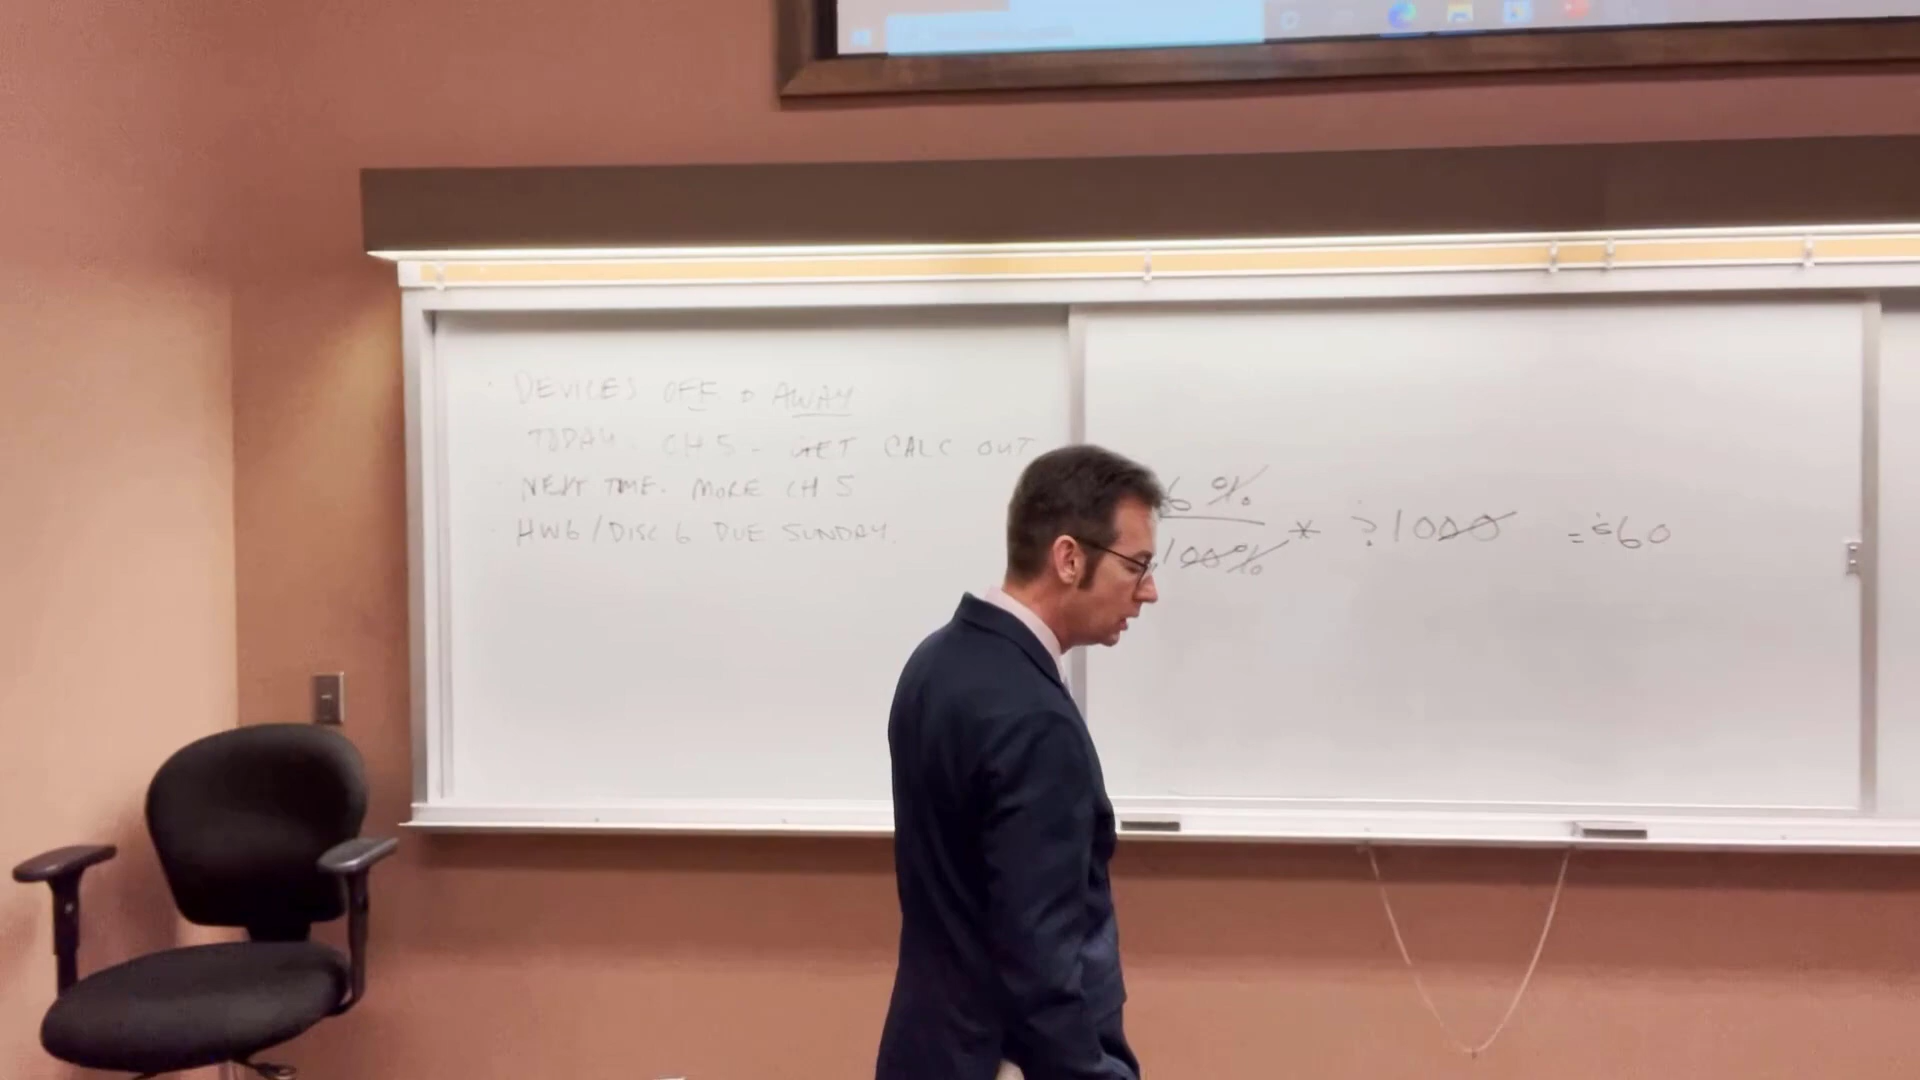 · DEVICES OFF & AWAY
TODAY. CH 5 - GET CALC OUT
· NEXT TIME. MORE CH 5
· HW6/DISC 6 DUE SUNDAY.
6 %
100% * $1000 = $60